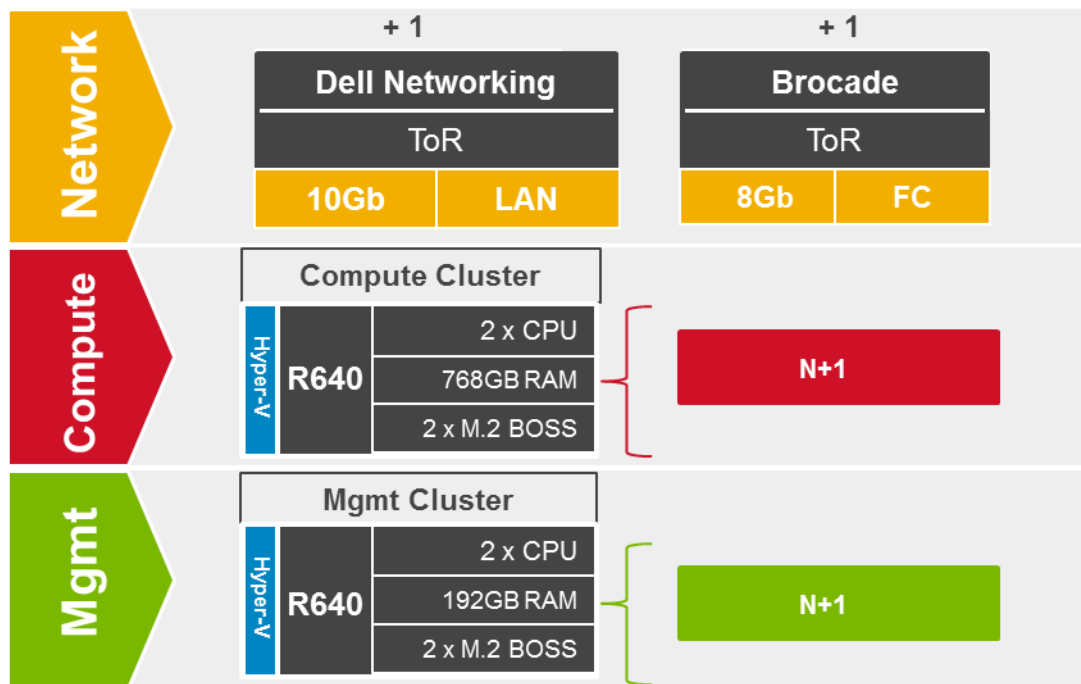 Network
+ 1
Dell Networking
ToR
10Gb
LAN
+ 1
Brocade
ToR
8Gb
FC
Compute
Compute Cluster
Hyper-V
R640
2 x CPU
768GB RAM
2 x M.2 BOSS
N+1
Mgmt
Mgmt Cluster
Hyper-V
R640
2 x CPU
192GB RAM
2 x M.2 BOSS
N+1